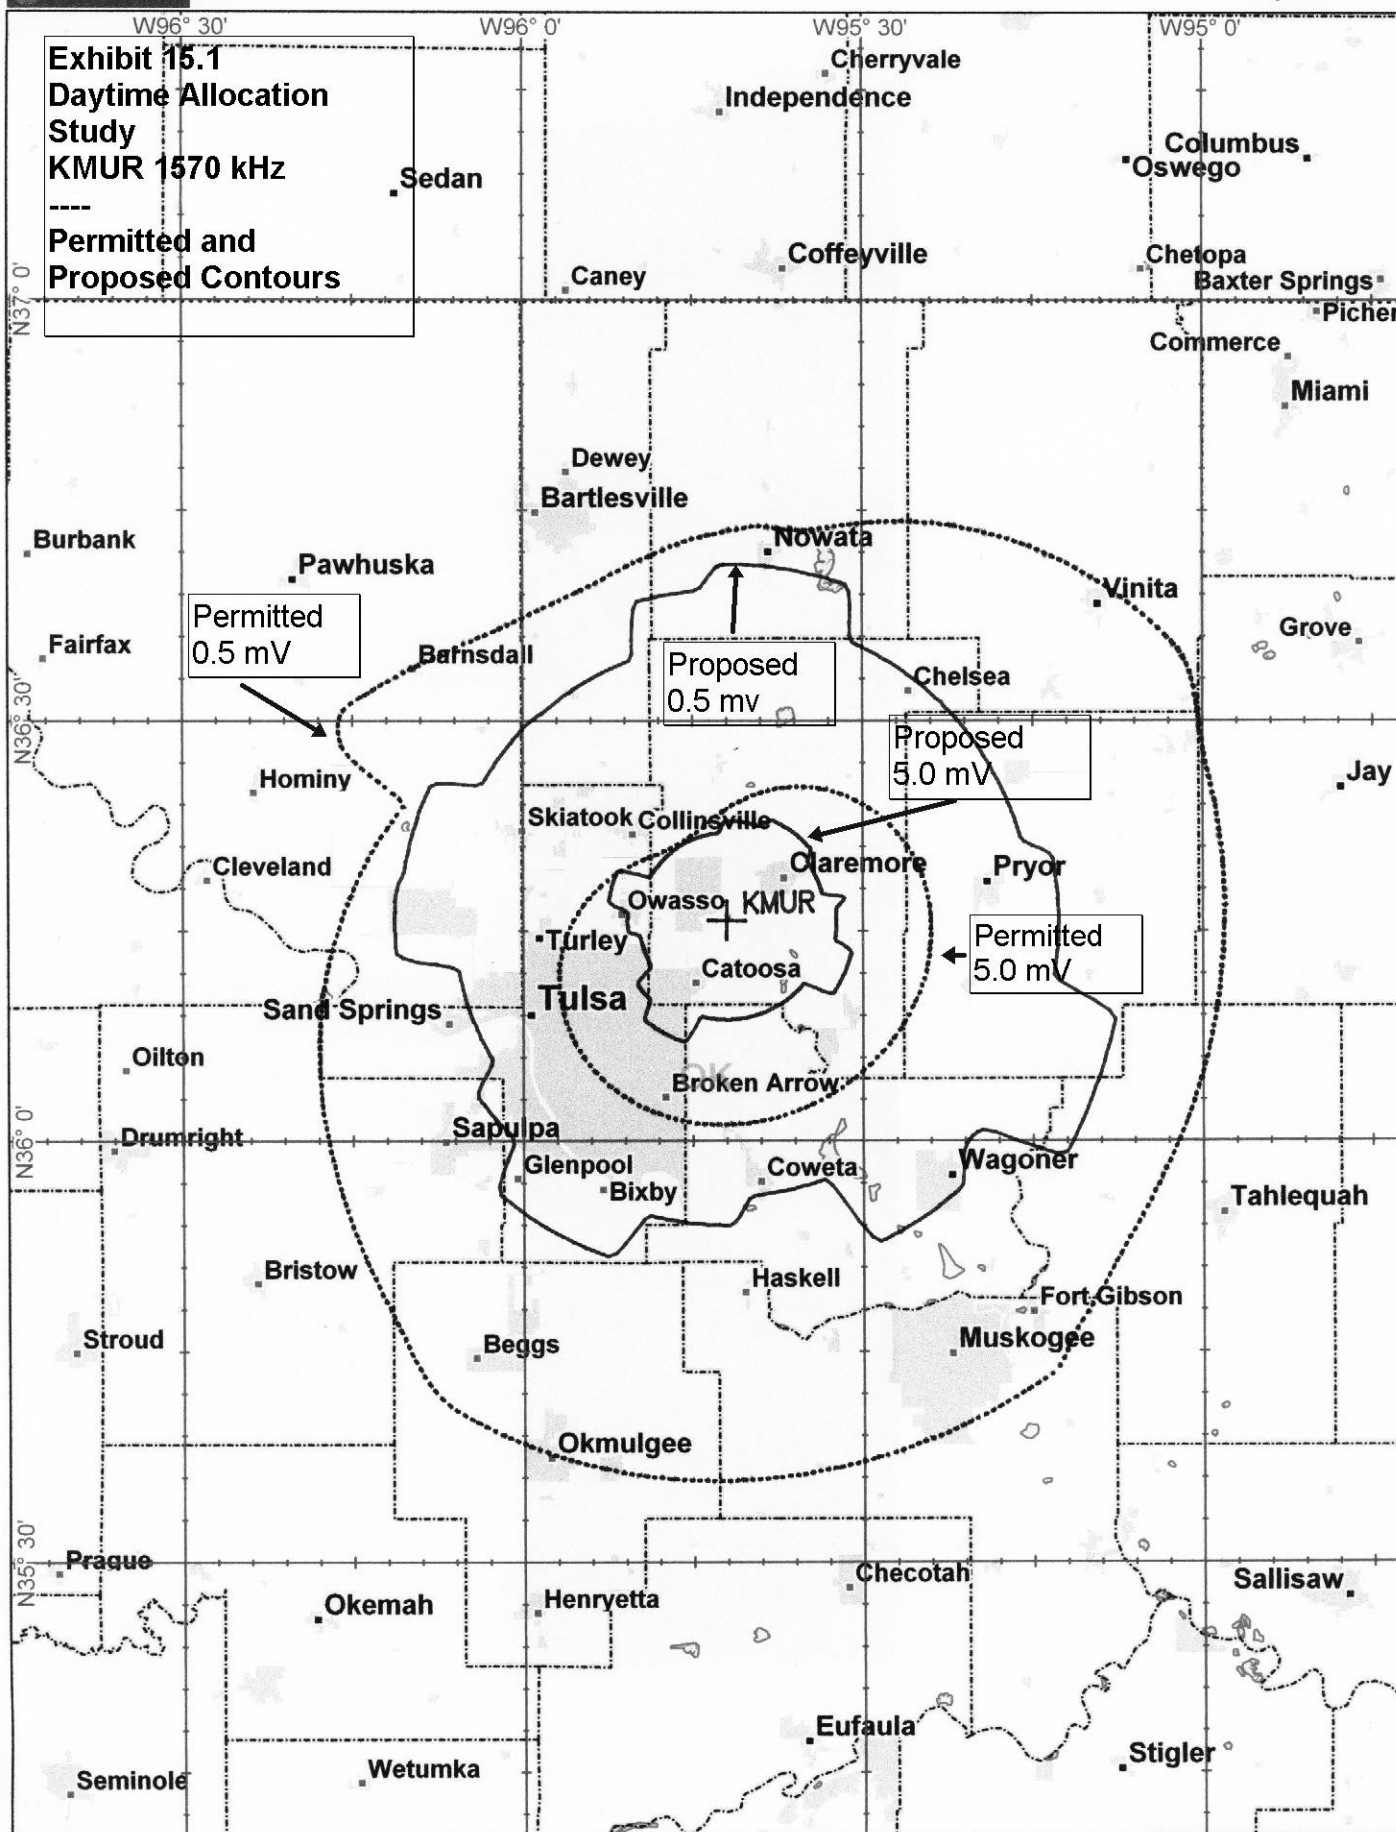 W96° 30'
W96° 0'
W95° 30'
W95° 0'
Exhibit 15.1
Daytime Allocation
Study
KMUR 1570 kHz
----
Permitted and
Proposed Contours
Cherryvale
Independence
Columbus
Oswego
Sedan
Coffeyville
Chetopa
Caney
Baxter Springs
N37° 0'
Picher
Commerce
Miami
Dewey
Bartlesville
Burbank
Nowata
Pawhuska
Vinita
Permitted
0.5 mV
Grove
Fairfax
Barnsdall
Proposed
0.5 mv
Chelsea
N36° 30'
Proposed
5.0 mV
Jay
Hominy
Skiatook
Collinsville
Claremore
Pryor
Cleveland
Owasso
KMUR
Turley
Permitted
5.0 mV
Catoosa
Tulsa
Sand Springs
Oilton
OK
Broken Arrow
N36° 0'
Drumright
Sapulpa
Glenpool
Coweta
Wagoner
Bixby
Tahlequah
Bristow
Haskell
Fort Gibson
Stroud
Beggs
Muskogee
Okmulgee
N35° 30'
Prague
Checotah
Sallisaw
Okemah
Henryetta
Eufaula
Stigler
Wetumka
Seminole